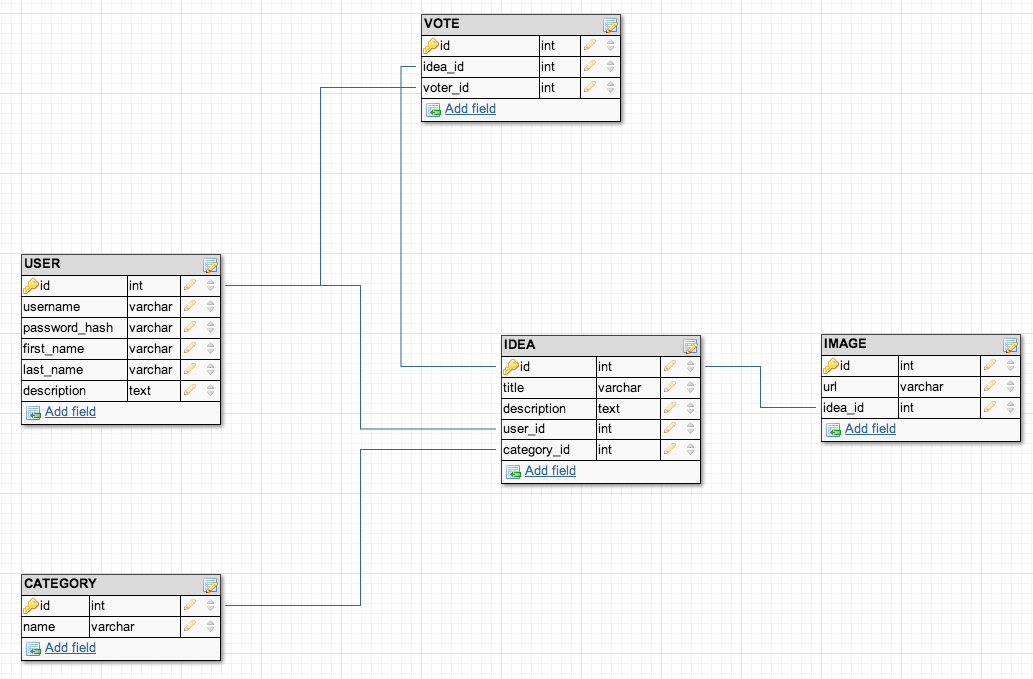 VOTE
id int
idea_id int
voter_id int
Add field
USER
id int
username varchar
password_hash varchar
first_name varchar
last_name varchar
description text
Add field
IDEA
id int
title varchar
description text
user_id int
category_id int
Add field
IMAGE
id int
url varchar
idea_id int
Add field
CATEGORY
id int
name varchar
Add field